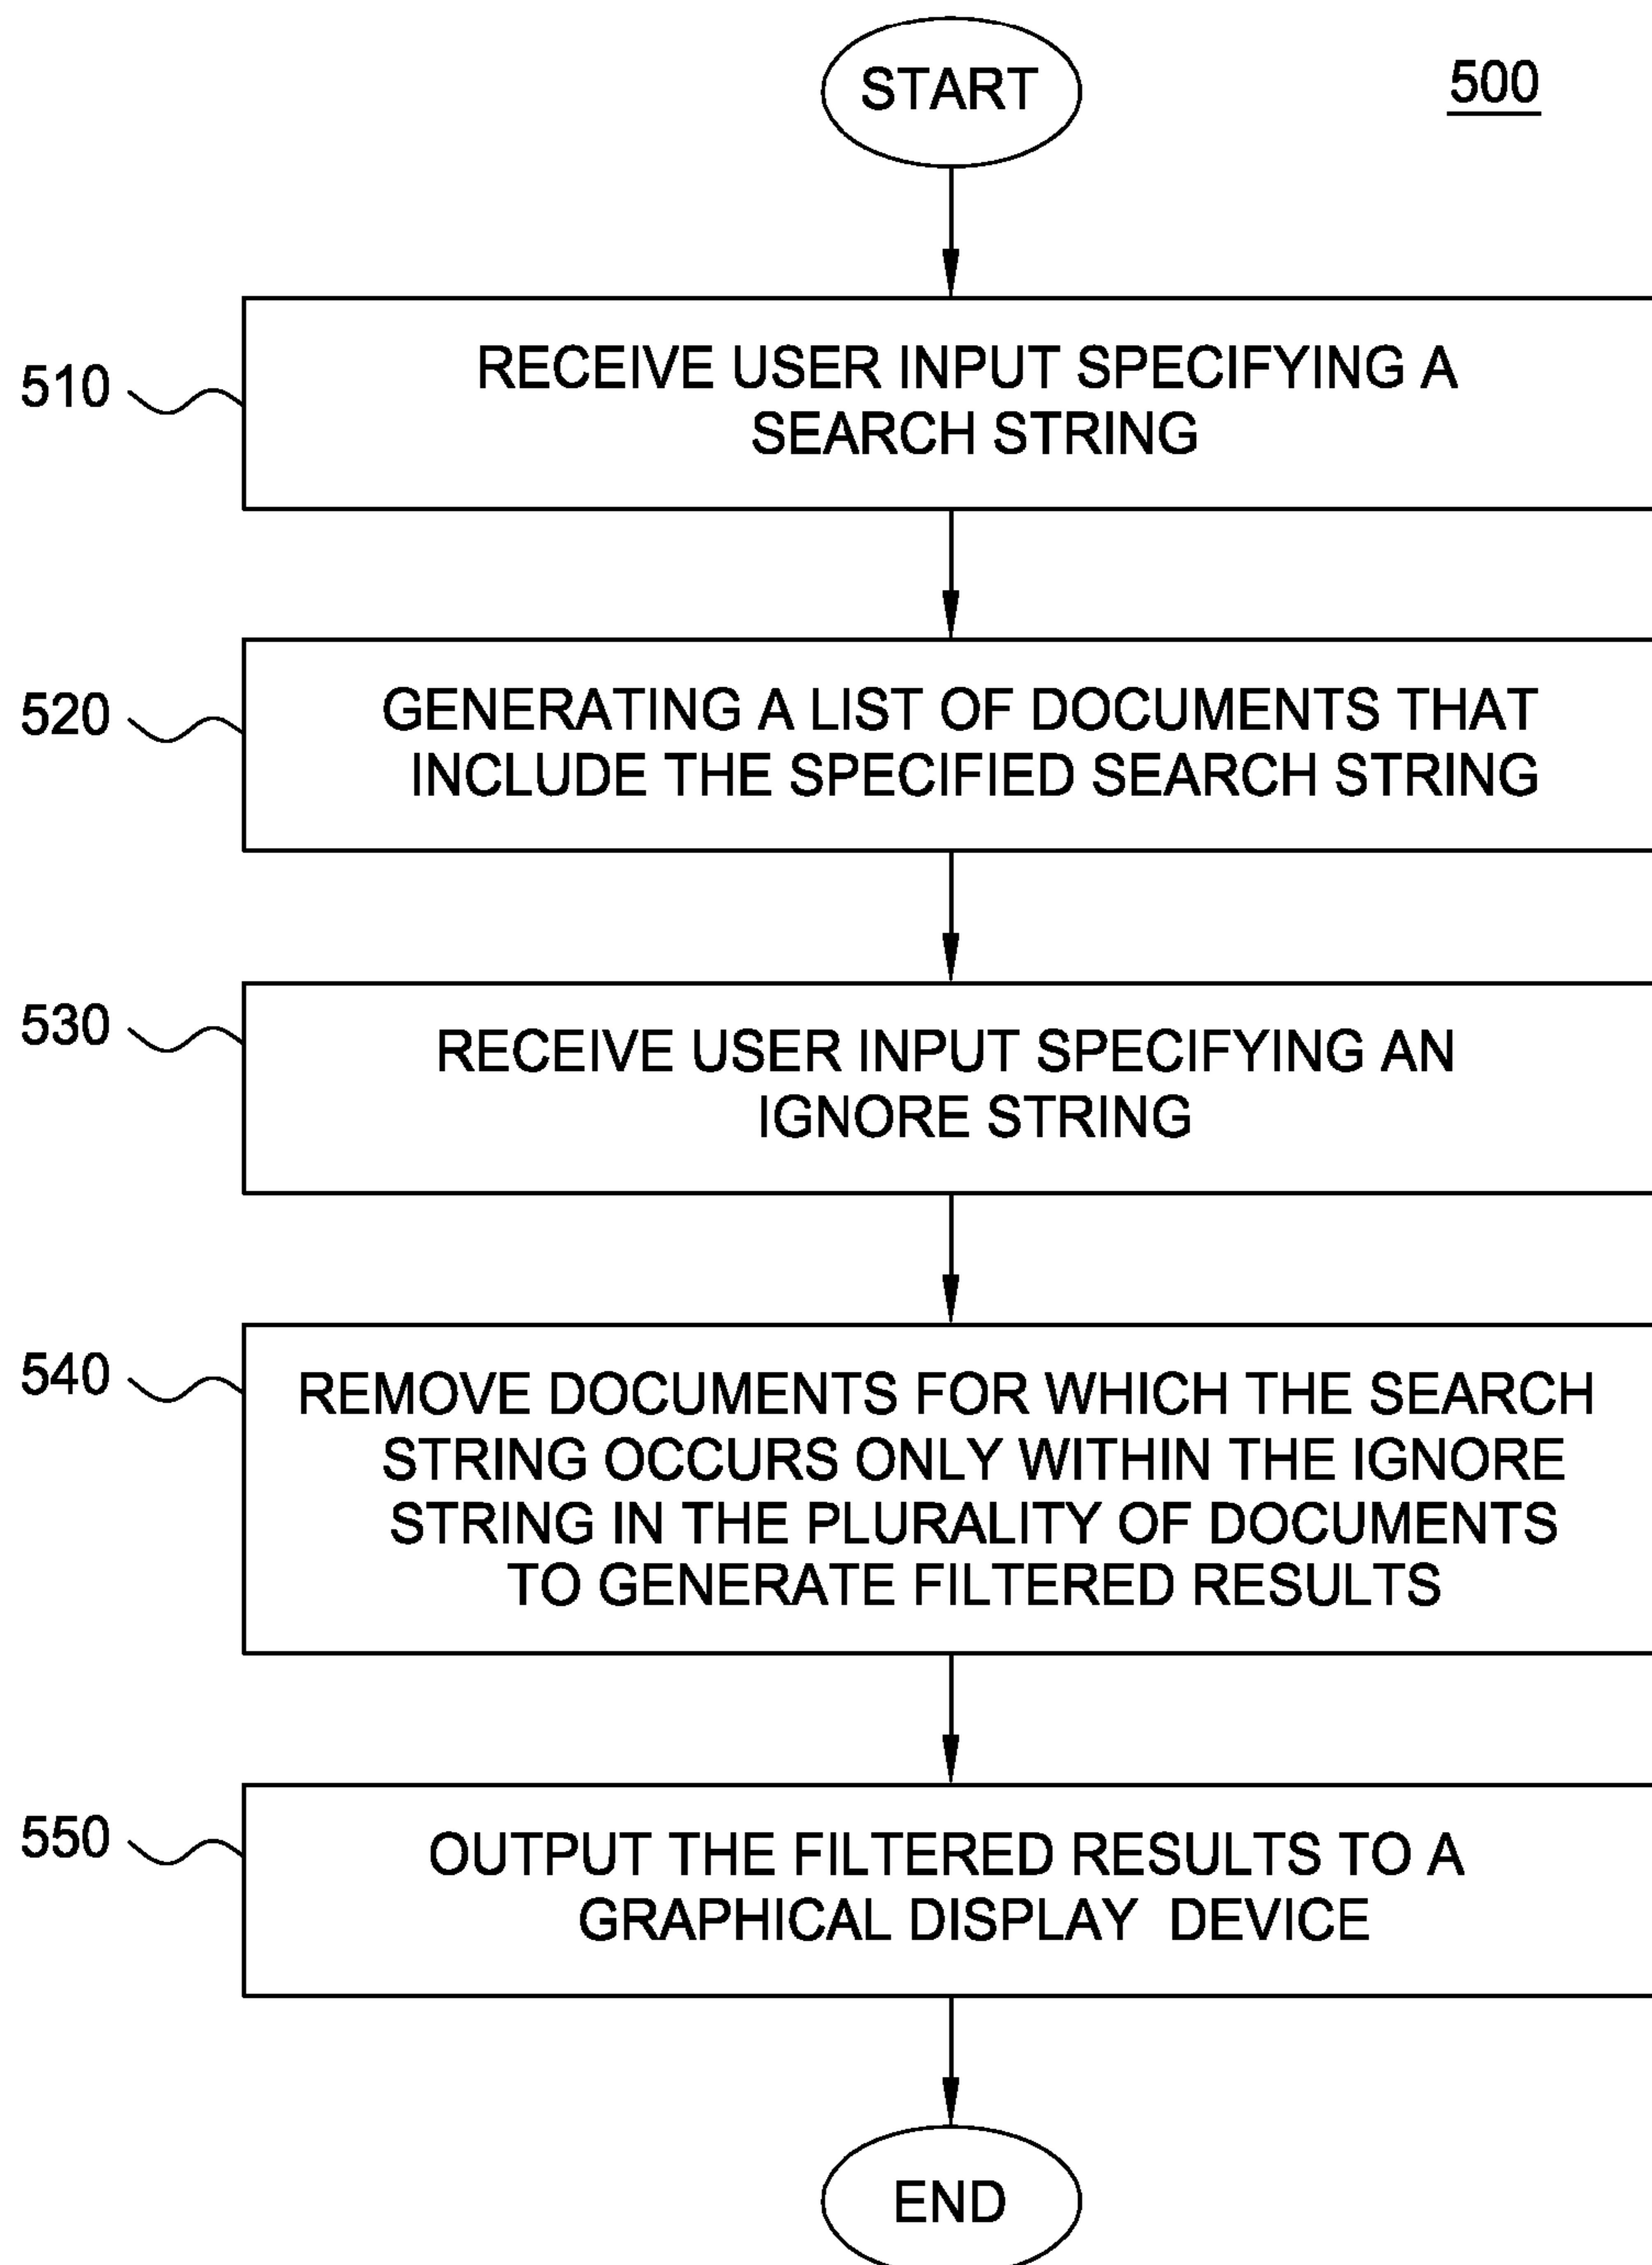 START
500
510
RECEIVE USER INPUT SPECIFYING A
SEARCH STRING
520
GENERATING A LIST OF DOCUMENTS THAT
INCLUDE THE SPECIFIED SEARCH STRING
530
RECEIVE USER INPUT SPECIFYING AN
IGNORE STRING
540
REMOVE DOCUMENTS FOR WHICH THE SEARCH
STRING OCCURS ONLY WITHIN THE IGNORE
STRING IN THE PLURALITY OF DOCUMENTS
TO GENERATE FILTERED RESULTS
550
OUTPUT THE FILTERED RESULTS TO A
GRAPHICAL DISPLAY DEVICE
END